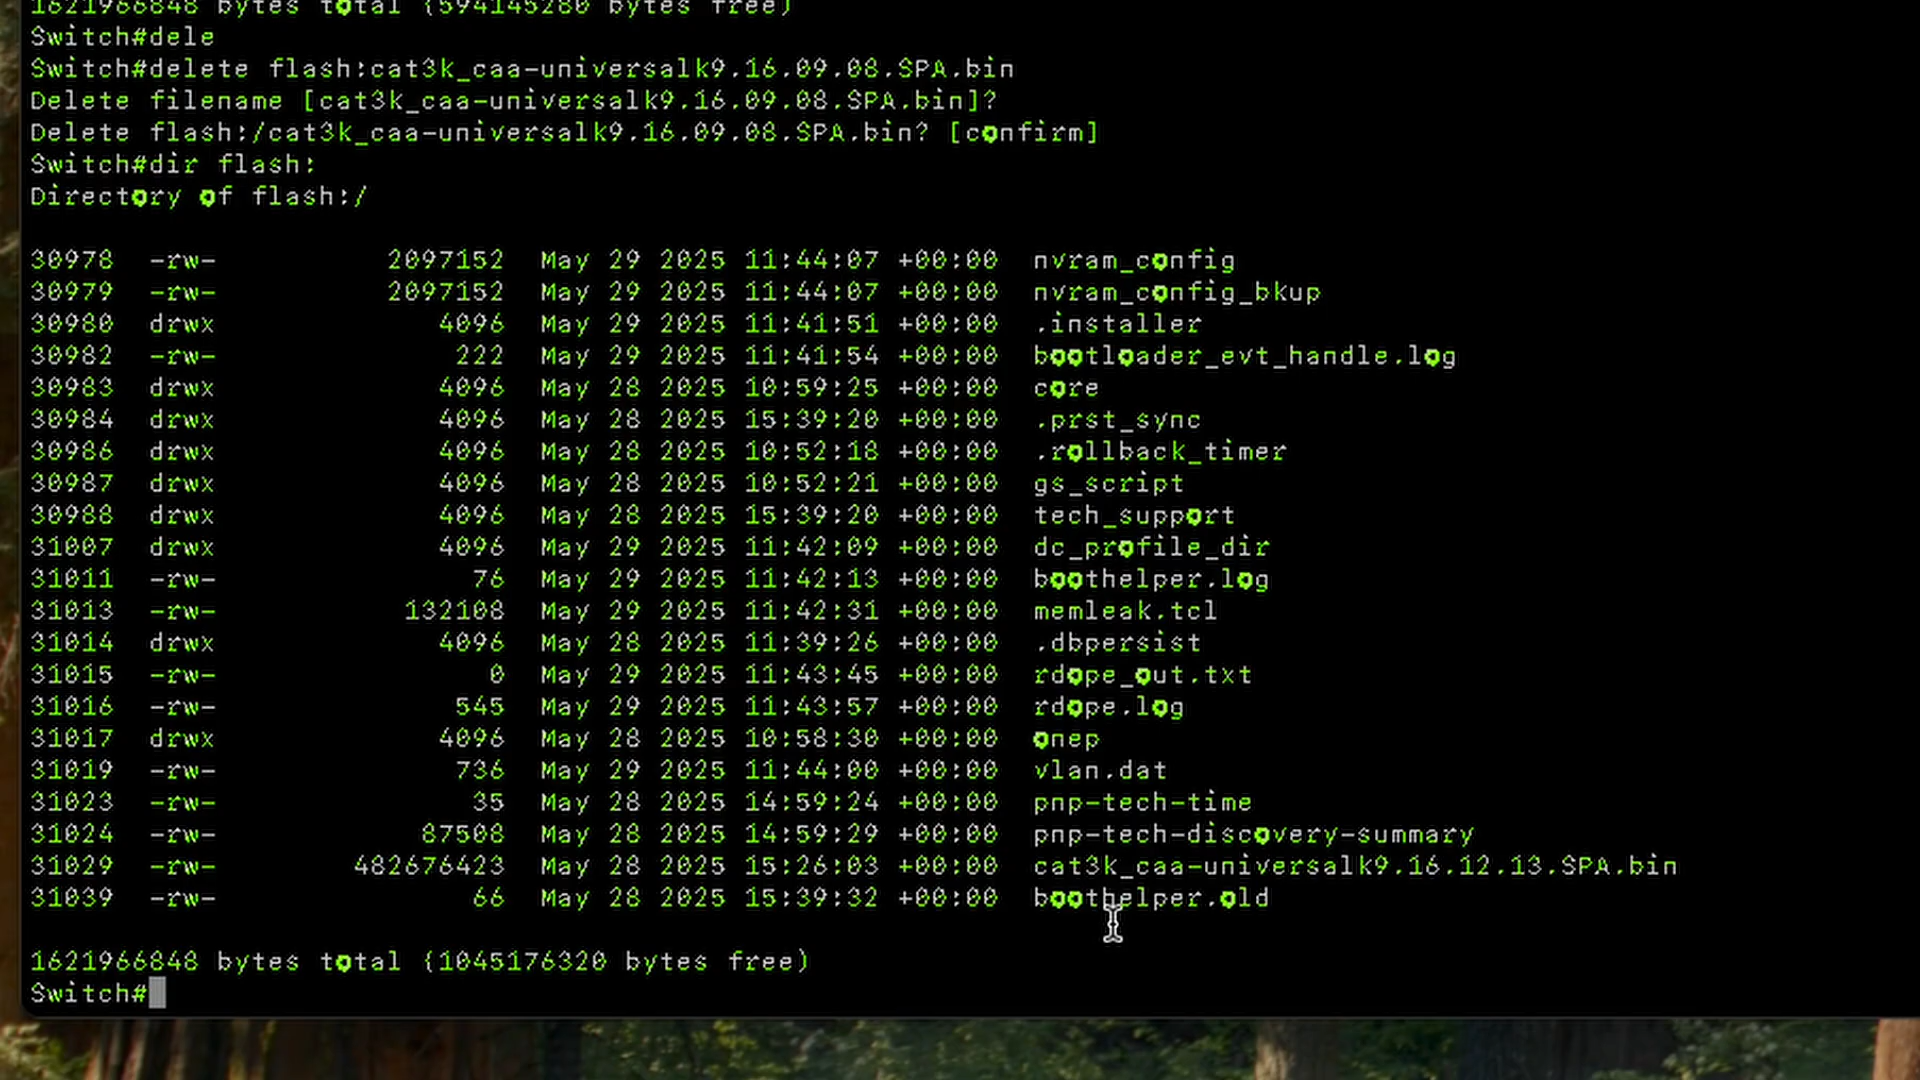 1621966848 bytes total (594145280 bytes free)
Switch#dele
Switch#delete flash:cat3k_caa-universalk9.16.09.08.SPA.bin
Delete filename [cat3k_caa-universalk9.16.09.08.SPA.bin]?
Delete flash:/cat3k_caa-universalk9.16.09.08.SPA.bin? [confirm]
Switch#dir flash:
Directory of flash:/
30978  -rw-          2097152  May 29 2025 11:44:07 +00:00  nvram_config
30979  -rw-          2097152  May 29 2025 11:44:07 +00:00  nvram_config_bkup
30980  drwx             4096  May 29 2025 11:41:51 +00:00  .installer
30982  -rw-              222  May 29 2025 11:41:54 +00:00  bootloader_evt_handle.log
30983  drwx             4096  May 28 2025 10:59:25 +00:00  core
30984  drwx             4096  May 28 2025 15:39:20 +00:00  .prst_sync
30986  drwx             4096  May 28 2025 10:52:18 +00:00  .rollback_timer
30987  drwx             4096  May 28 2025 10:52:21 +00:00  gs_script
30988  drwx             4096  May 28 2025 15:39:20 +00:00  tech_support
31007  drwx             4096  May 29 2025 11:42:09 +00:00  dc_profile_dir
31011  -rw-               76  May 29 2025 11:42:13 +00:00  boothelper.log
31013  -rw-           132108  May 29 2025 11:42:31 +00:00  memleak.tcl
31014  drwx             4096  May 28 2025 11:39:26 +00:00  .dbpersist
31015  -rw-                0  May 29 2025 11:43:45 +00:00  rdope_out.txt
31016  -rw-              545  May 29 2025 11:43:57 +00:00  rdope.log
31017  drwx             4096  May 28 2025 10:58:30 +00:00  onep
31019  -rw-              736  May 29 2025 11:44:00 +00:00  vlan.dat
31023  -rw-               35  May 28 2025 14:59:24 +00:00  pnp-tech-time
31024  -rw-            87508  May 28 2025 14:59:29 +00:00  pnp-tech-discovery-summary
31029  -rw-        482676423  May 28 2025 15:26:03 +00:00  cat3k_caa-universalk9.16.12.13.SPA.bin
31039  -rw-               66  May 28 2025 15:39:32 +00:00  boothelper.old
1621966848 bytes total (1045176320 bytes free)
Switch#